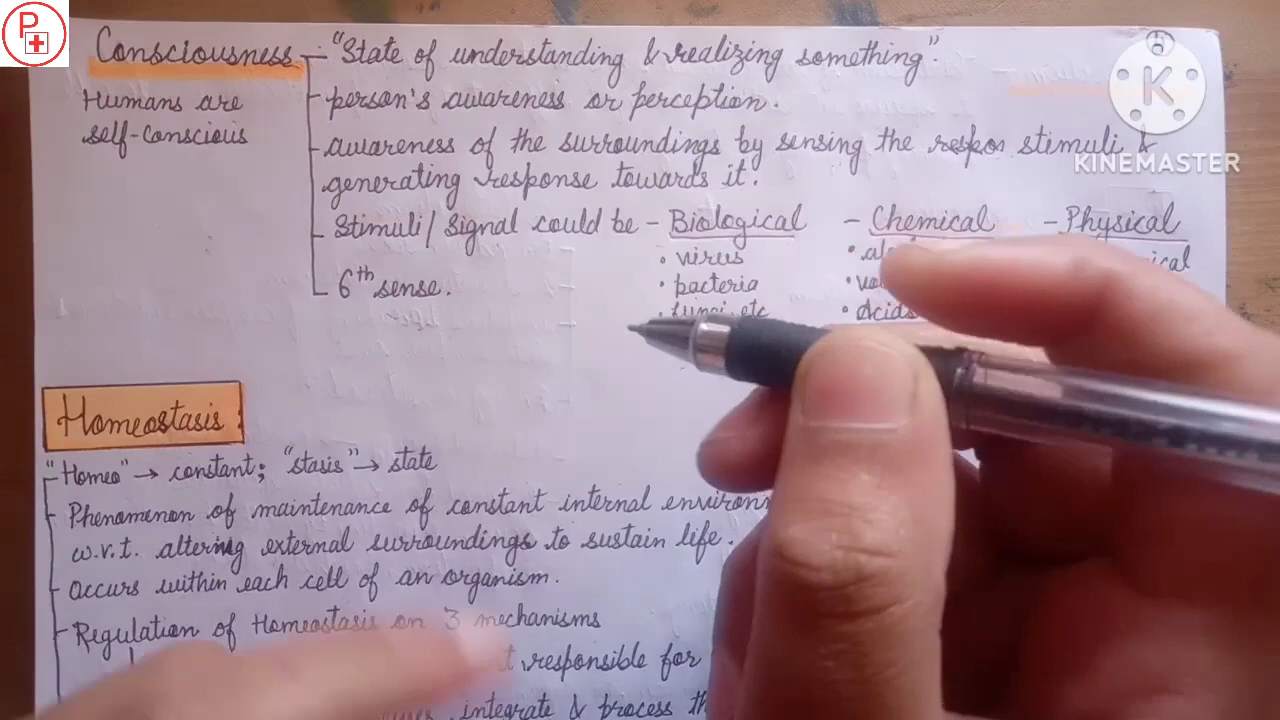 P
Consciousness - "State of understanding & realizing something".
Humans are
self-conscious
- person's awareness or perception.
- awareness of the surroundings by sensing the respon stimuli &
generating response towards it.
- Stimuli/Signal could be - Biological - Chemical - Physical
• virus
• bacteria
• fungi etc
• Acids
6th sense.
K
KINEMASTER
Homeostasis:
- "Homeo" → constant; "stasis" → state
- Phenomenon of maintenance of constant internal
w.r.t. altering external surroundings to sustain life.
- Occurs within each cell of an organism.
- Regulation of Homeostasis on 3 mechanisms
responsible for
integrate & process